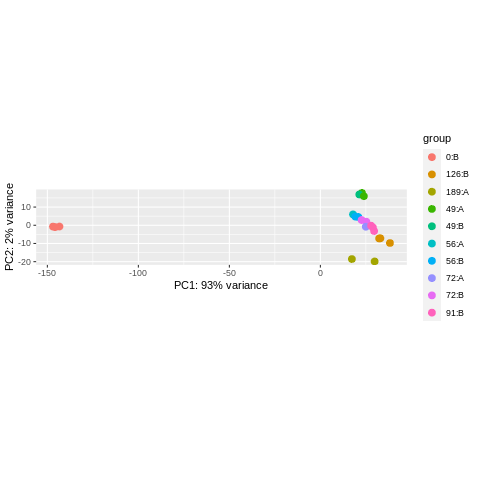 group
0:B
126:B
189:A
49:A
49:B
56:A
56:B
72:A
72:B
91:B
PC2: 2% variance
10
0
-10
-20
-150
-100
-50
0
PC1: 93% variance